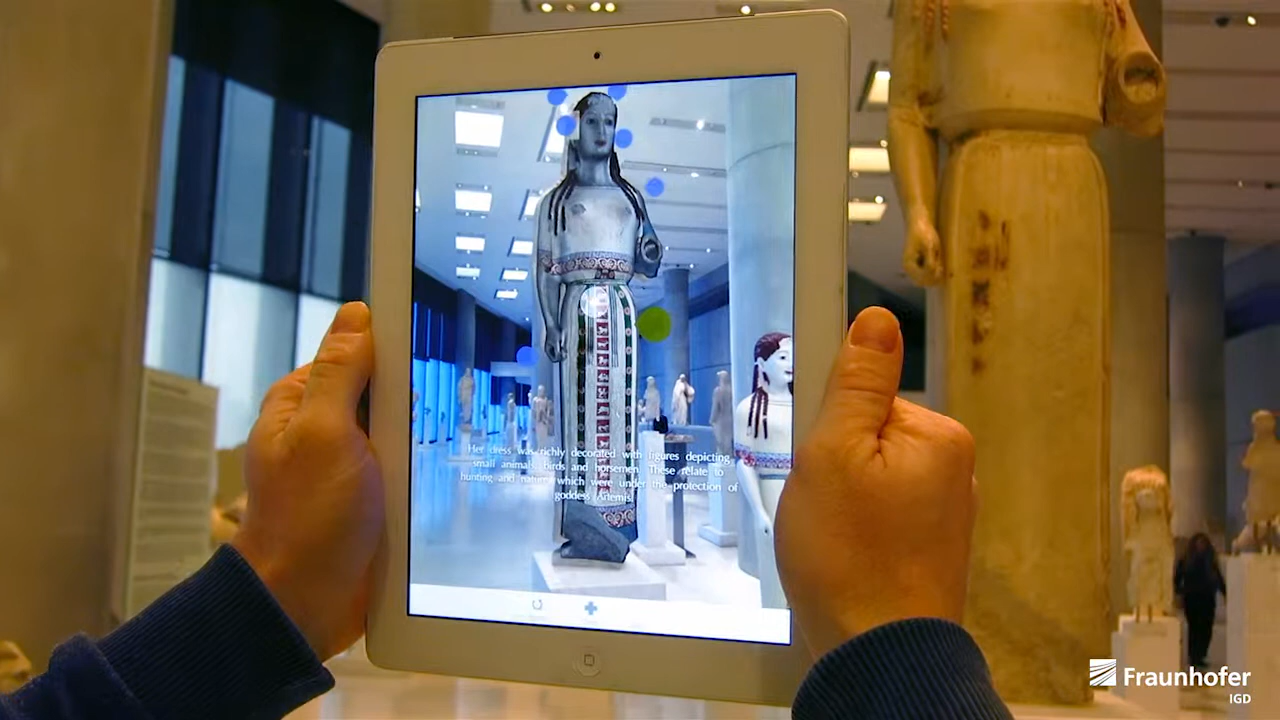 Her dress was richly decorated with figures depicting
small animals, birds and horsemen. These relate to
hunting and nature which were under the protection of
goddess Artemis.
Fraunhofer
IGD